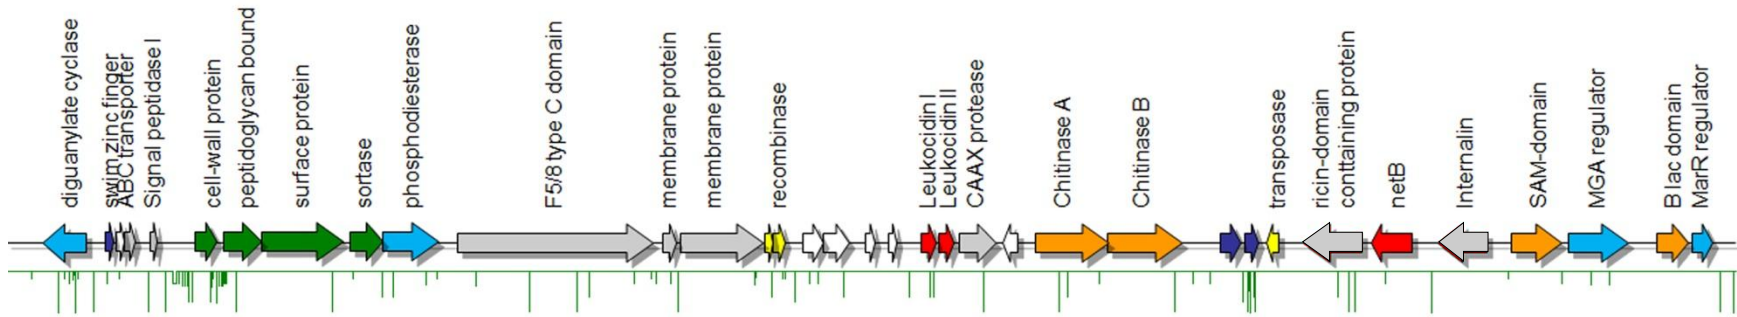 diguanylate cyclase
swim zinc finger
ABC transporter
Signal peptidase I
cell-wall protein
peptidoglycan bound
surface protein
sortase
phosphodiesterase
F5/8 type C domain
membrane protein
membrane protein
recombinase
Leukocidin I
Leukocidin II
CAAX protease
Chitinase A
Chitinase B
transposase
ricin-domain
conttaining protein
netB
Internalin
SAM-domain
MGA regulator
B lac domain
MarR regulator